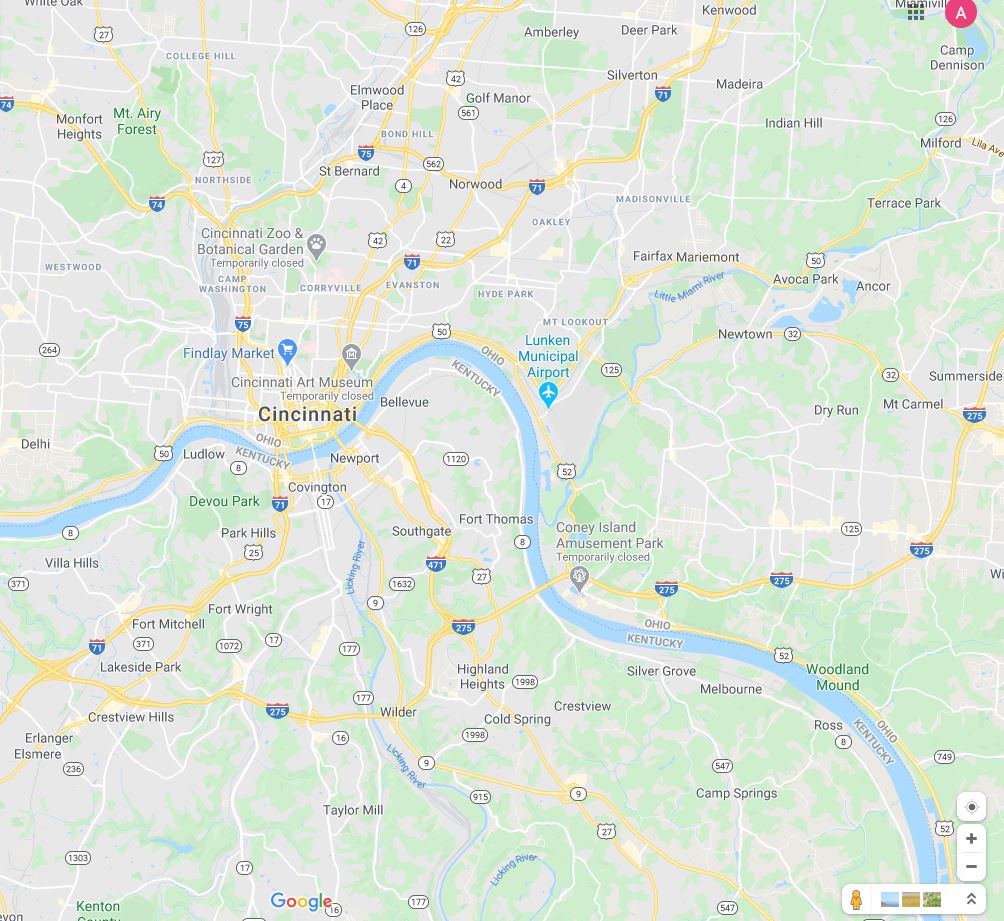 White Oak
27
126
Kenwood
Miamiville
A
Amberley
Deer Park
Camp
Dennison
COLLEGE HILL
42
Silverton
Elmwood
Place
Golf Manor
71
Madeira
74
Monfort
Heights
Mt. Airy
Forest
561
126
Indian Hill
BOND HILL
Milford
Lila Ave
127
75
562
St Bernard
NORTHSIDE
4
Norwood
71
74
MADISONVILLE
Terrace Park
OAKLEY
Cincinnati Zoo &
Botanical Garden
Temporarily closed
42
22
Fairfax
Mariemont
50
WESTWOOD
71
CAMP
WASHINGTON
CORRYVILLE
EVANSTON
HYDE PARK
Little Miami River
Avoca Park
Ancor
75
50
MT LOOKOUT
Newtown
32
264
Findlay Market
OHIO
KENTUCKY
Lunken
Municipal
Airport
125
32
Summerside
Cincinnati Art Museum
Temporarily closed
Bellevue
Cincinnati
Dry Run
Mt Carmel
275
Delhi
50
OHIO
KENTUCKY
Ludlow
8
Newport
1120
52
Covington
Devou Park
71
17
Fort Thomas
Coney Island
Amusement Park
Temporarily closed
8
Park Hills
Southgate
8
125
25
275
Villa Hills
Licking River
471
371
1632
27
275
275
Wi
Fort Wright
9
Fort Mitchell
275
OHIO
KENTUCKY
71
371
1072
17
177
52
Lakeside Park
Highland
Heights
1998
Silver Grove
Woodland
Mound
Melbourne
177
275
Wilder
Crestview
Crestview Hills
Cold Spring
Ross
OHIO
KENTUCKY
Erlanger
Elsmere
16
1998
8
236
Licking River
9
547
749
915
9
Camp Springs
Taylor Mill
27
52
1303
17
Licking River
Kenton
County
Google
16
177
547